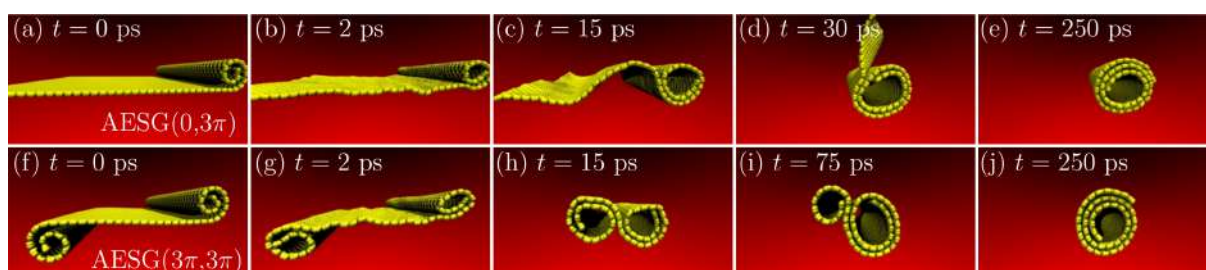 (a) t = 0 ps
(b) t = 2 ps
(c) t = 15 ps
(d) t = 30 ps
(e) t = 250 ps
AESG(0,3π)
(f) t = 0 ps
(g) t = 2 ps
(h) t = 15 ps
(i) t = 75 ps
(j) t = 250 ps
AESG(3π,3π)